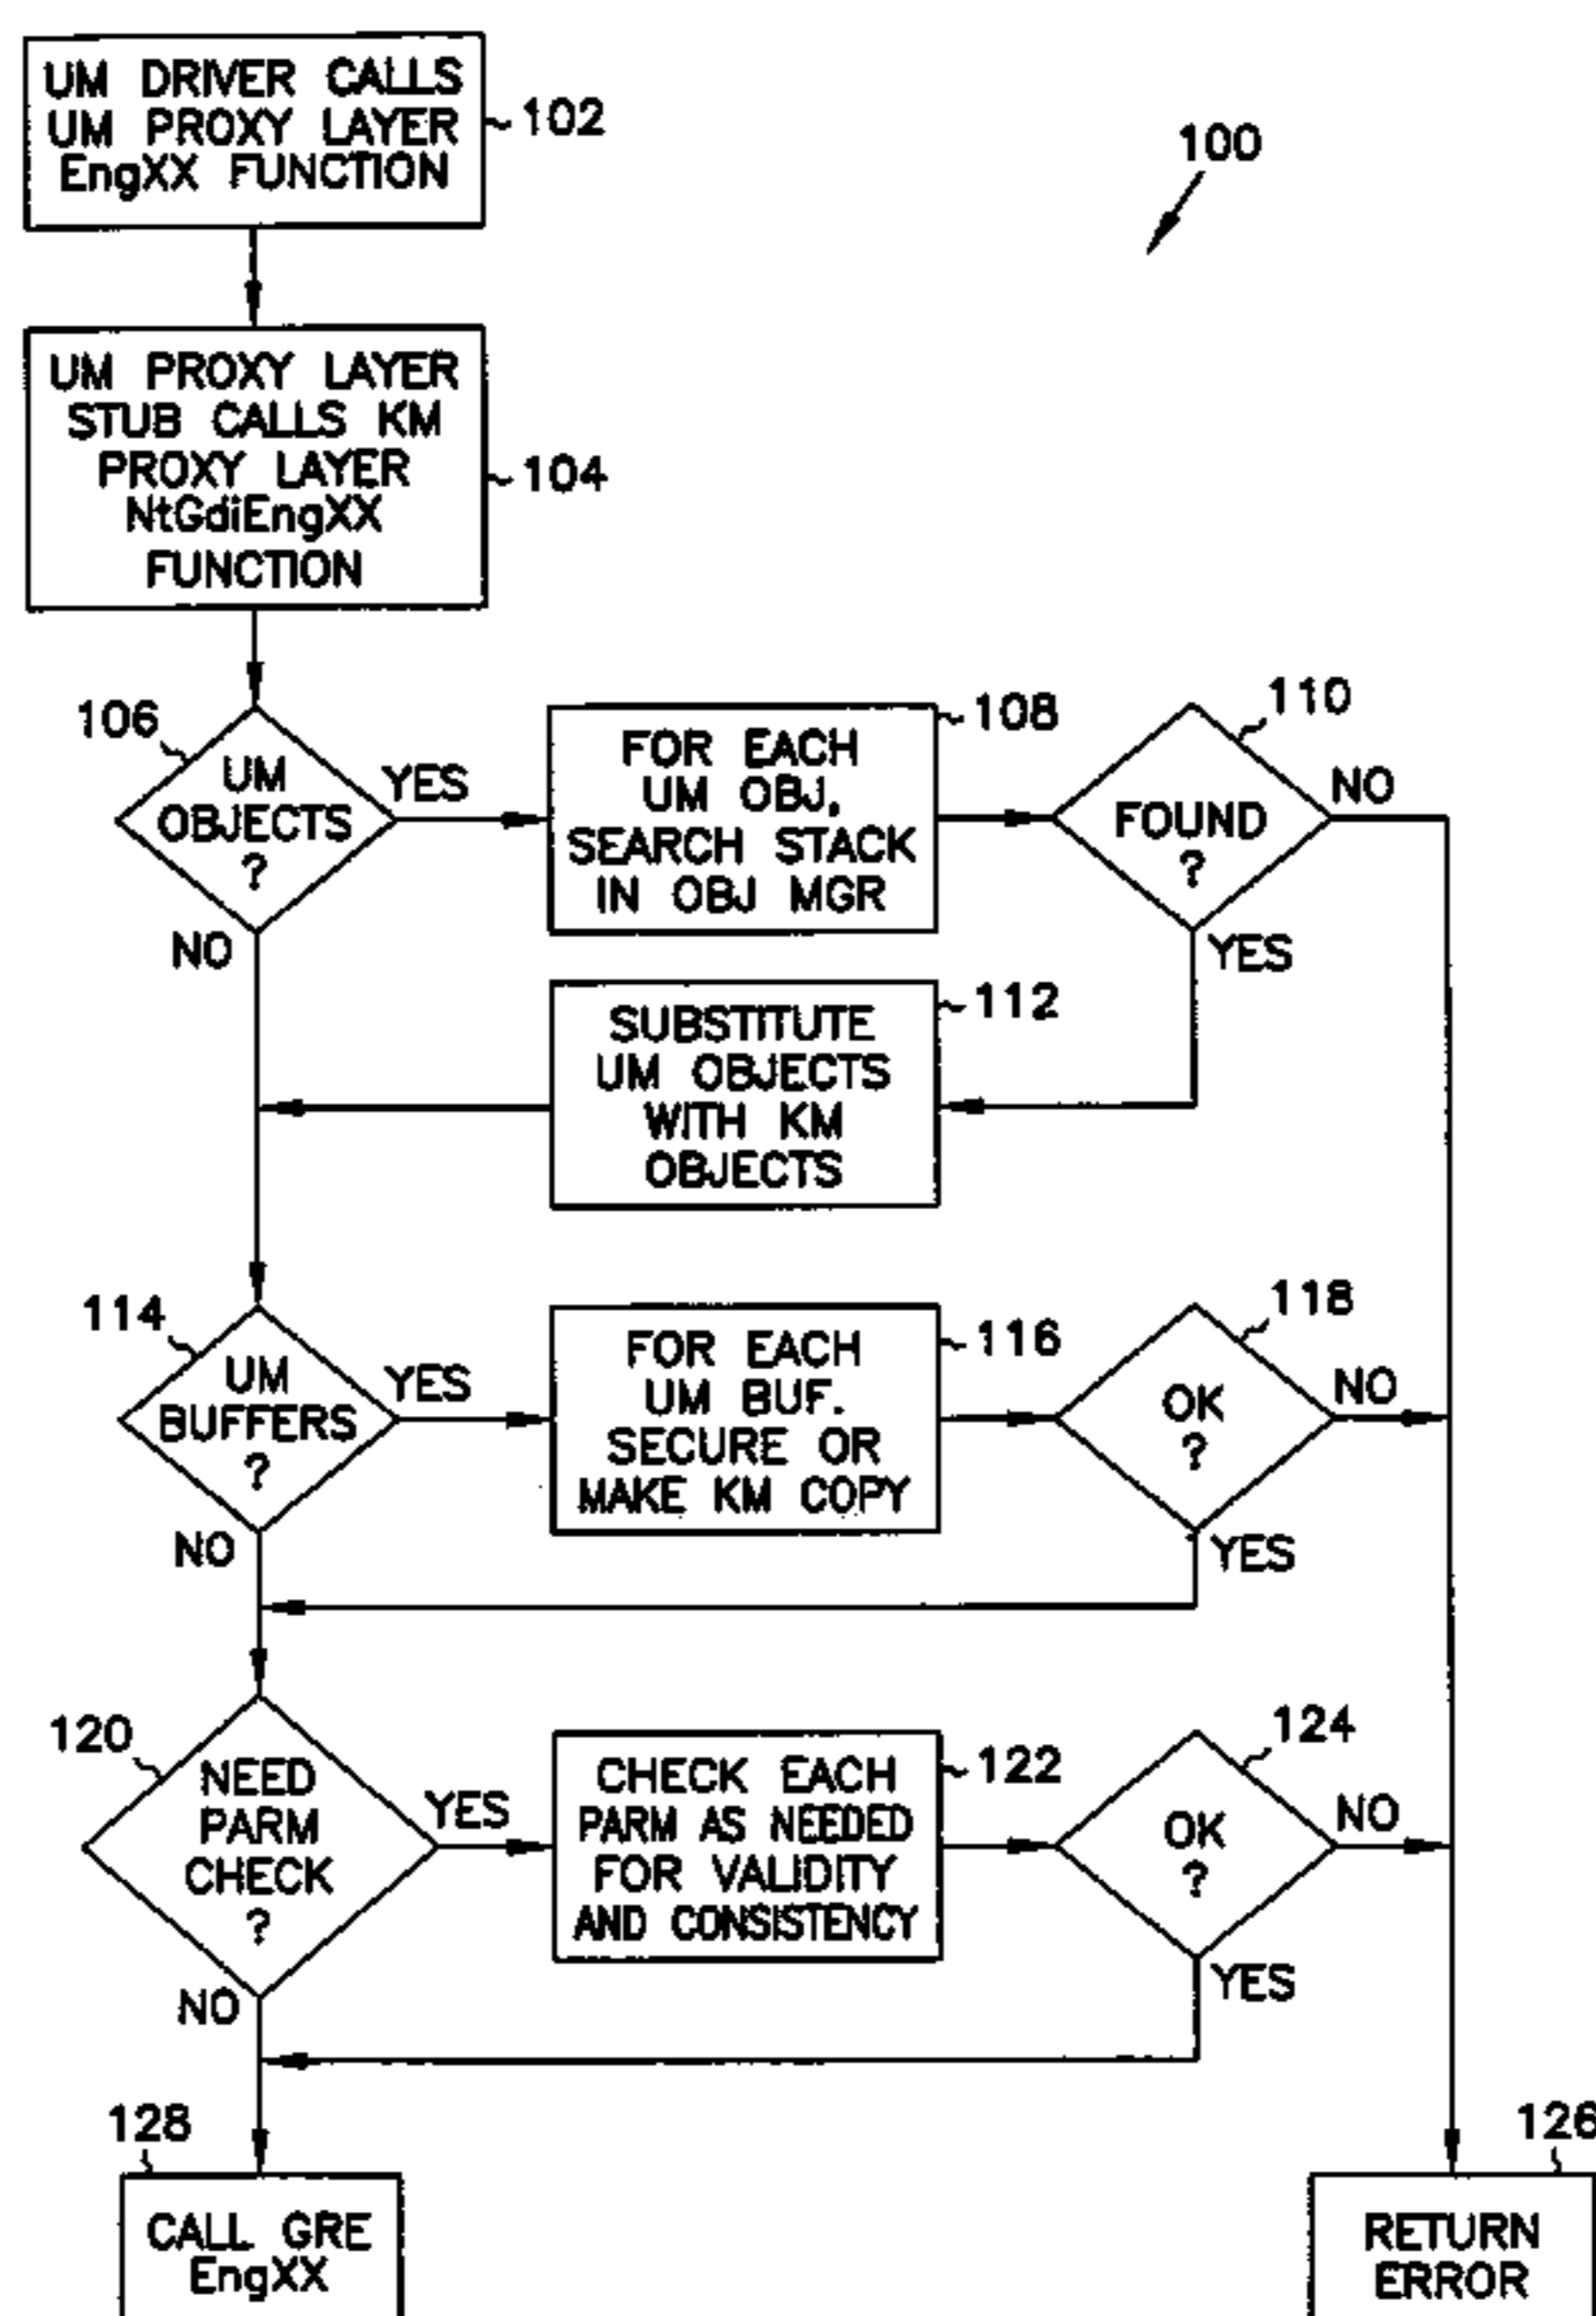 UM DRIVER CALLS
UM PROXY LAYER
EngXX FUNCTION
102
100
UM PROXY LAYER
STUB CALLS KM
PROXY LAYER
NtGdiEngXX
FUNCTION
104
106
UM
OBJECTS
?
YES
NO
FOR EACH
UM OBJ.
SEARCH STACK
IN OBJ MGR
108
110
FOUND
?
NO
YES
SUBSTITUTE
UM OBJECTS
WITH KM
OBJECTS
112
114
UM
BUFFERS
?
YES
NO
FOR EACH
UM BUF.
SECURE OR
MAKE KM COPY
116
118
OK
?
NO
YES
120
NEED
PARM
CHECK
?
YES
NO
CHECK EACH
PARM AS NEEDED
FOR VALIDITY
AND CONSISTENCY
122
124
OK
?
NO
YES
128
CALL GRE
EngXX
126
RETURN
ERROR